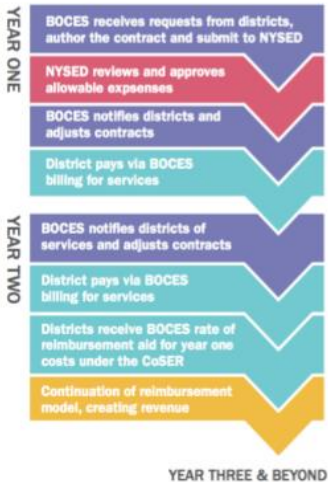 YEAR ONE
BOCES receives requests from districts,
author the contract and submit to NYSED
NYSED reviews and approves
allowable expsenses
BOCES notifies districts and
adjusts contracts
District pays via BOCES
billing for services
YEAR TWO
BOCES notifies districts of
services and adjusts contracts
District pays via BOCES
billing for services
Districts receive BOCES rate of
reimbursement aid for year one
costs under the CoSER
Continuation of reimbursement
model, creating revenue
YEAR THREE & BEYOND